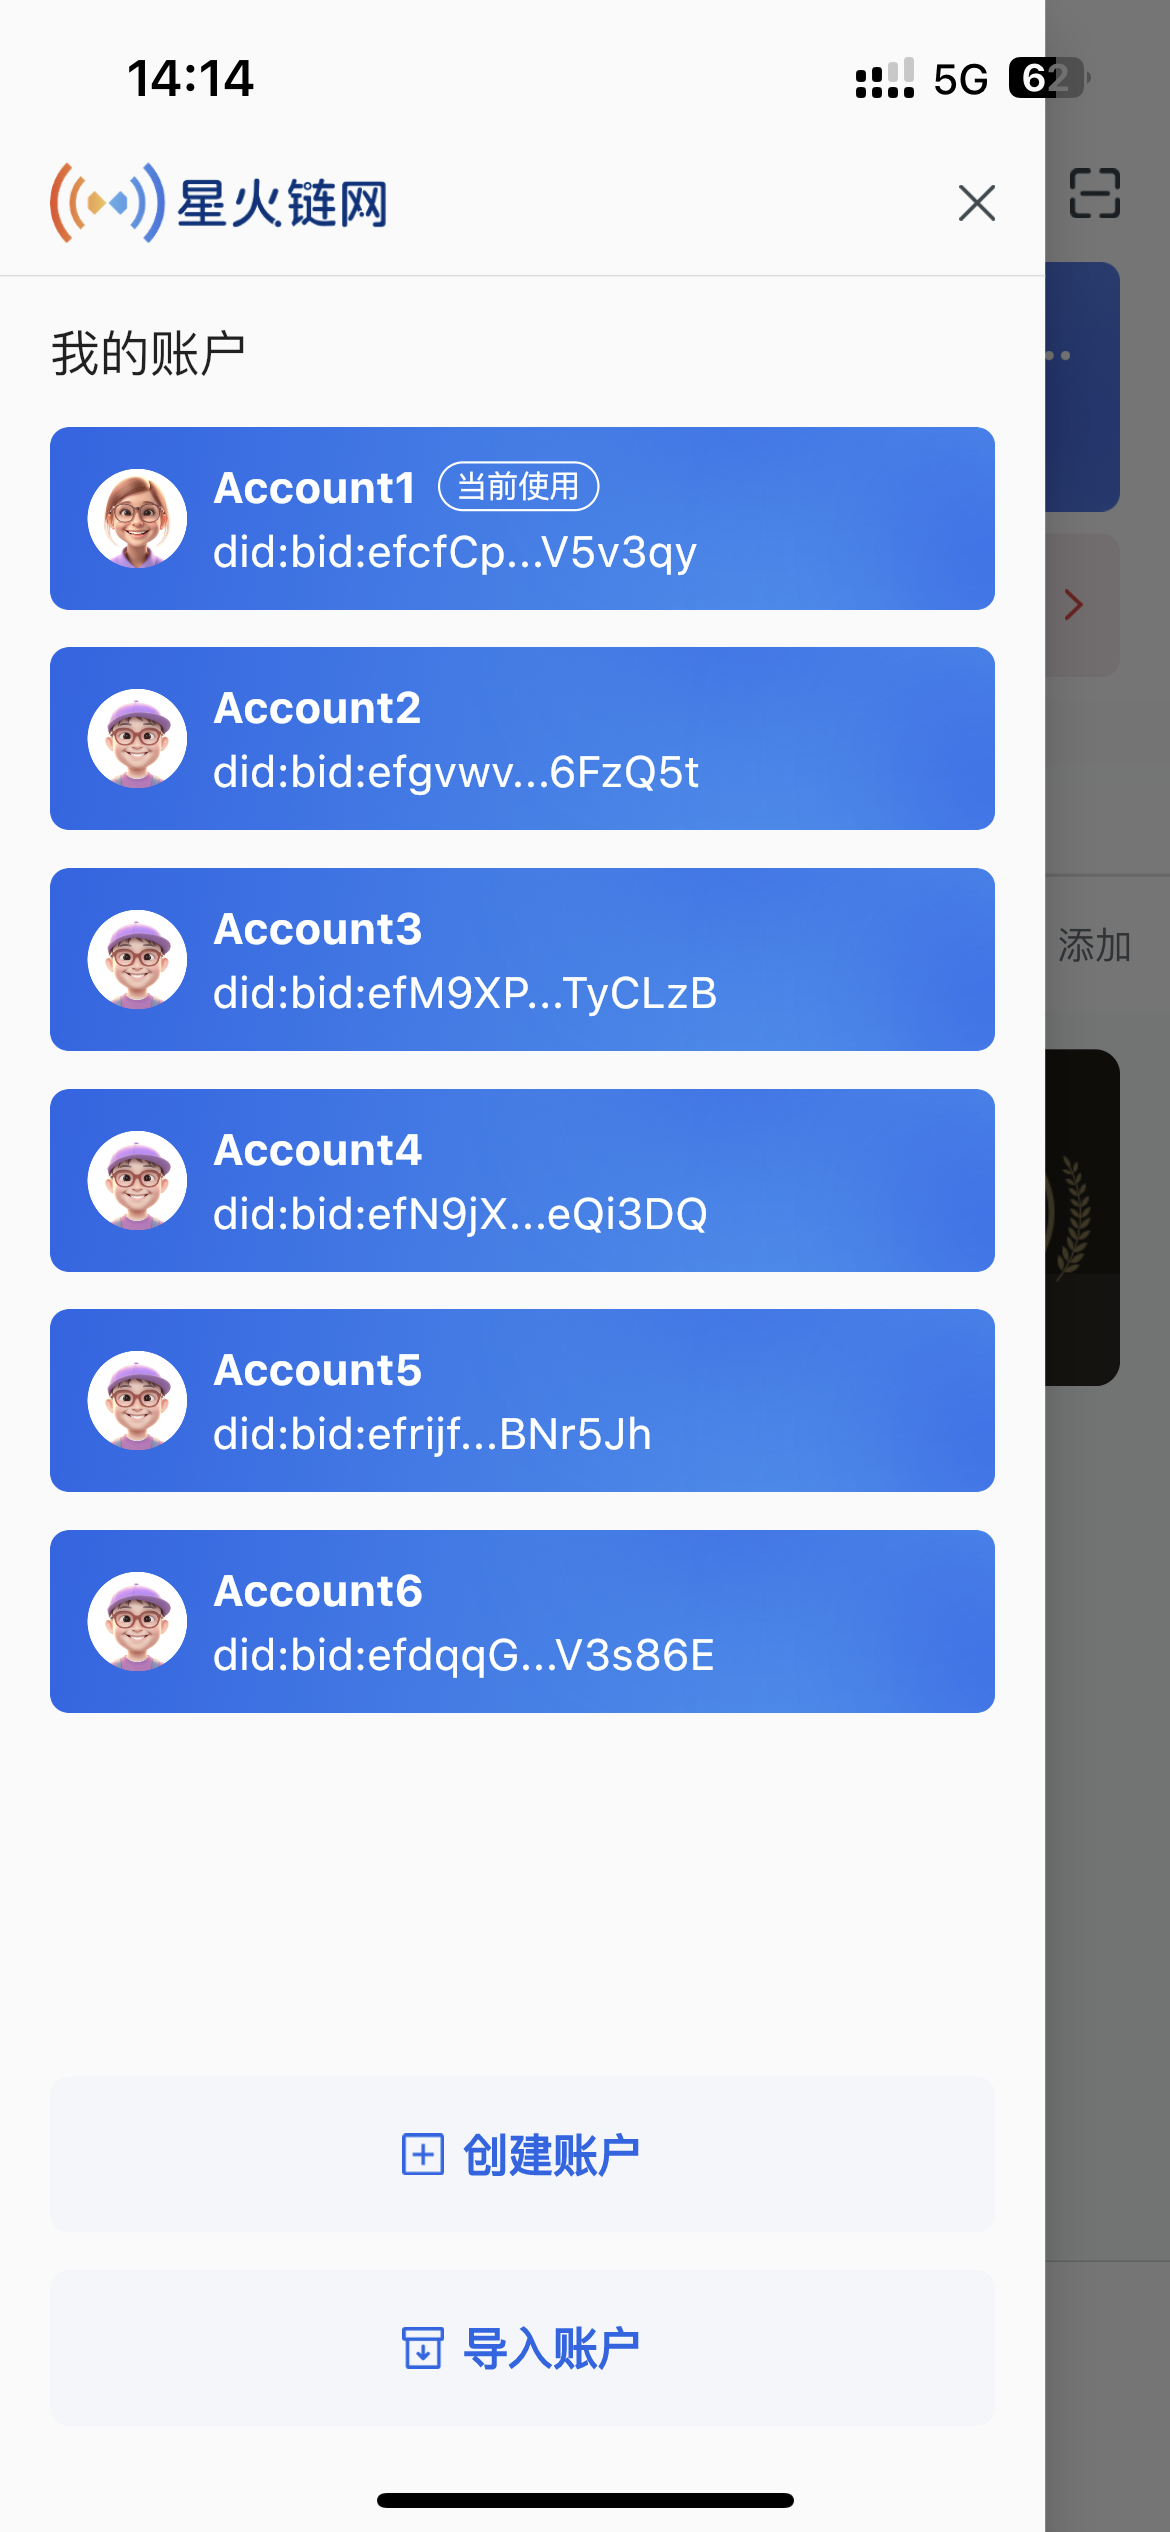 14:14
5G 62
星火链网
我的账户
Account1 当前使用
did:bid:efcfCp...V5v3qy
Account2
did:bid:efgvwv...6FzQ5t
Account3
did:bid:efM9XP...TyCLzB
添加
Account4
did:bid:efN9jX...eQi3DQ
Account5
did:bid:efrijf...BNr5Jh
Account6
did:bid:efdqqG...V3s86E
创建账户
导入账户